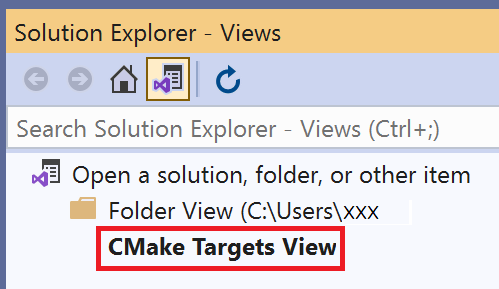 Solution Explorer - Views
Search Solution Explorer - Views (Ctrl+;)
Open a solution, folder, or other item
Folder View (C:\Users\xxx
CMake Targets View